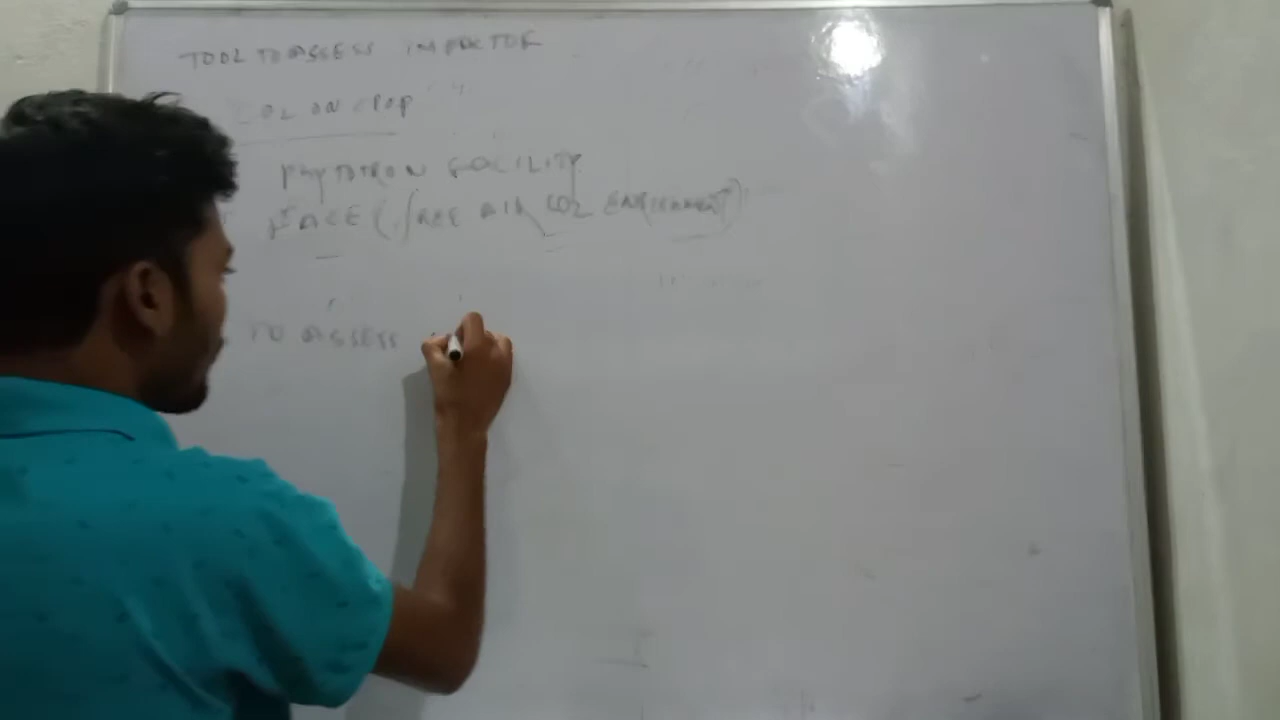 TOOL TO ASSESS IMPACT OF
CO2 ON CROP
PHYTOTRON FACILITY
FACE (FREE AIR CO2 ENRICHMENT)
TO ASSESS